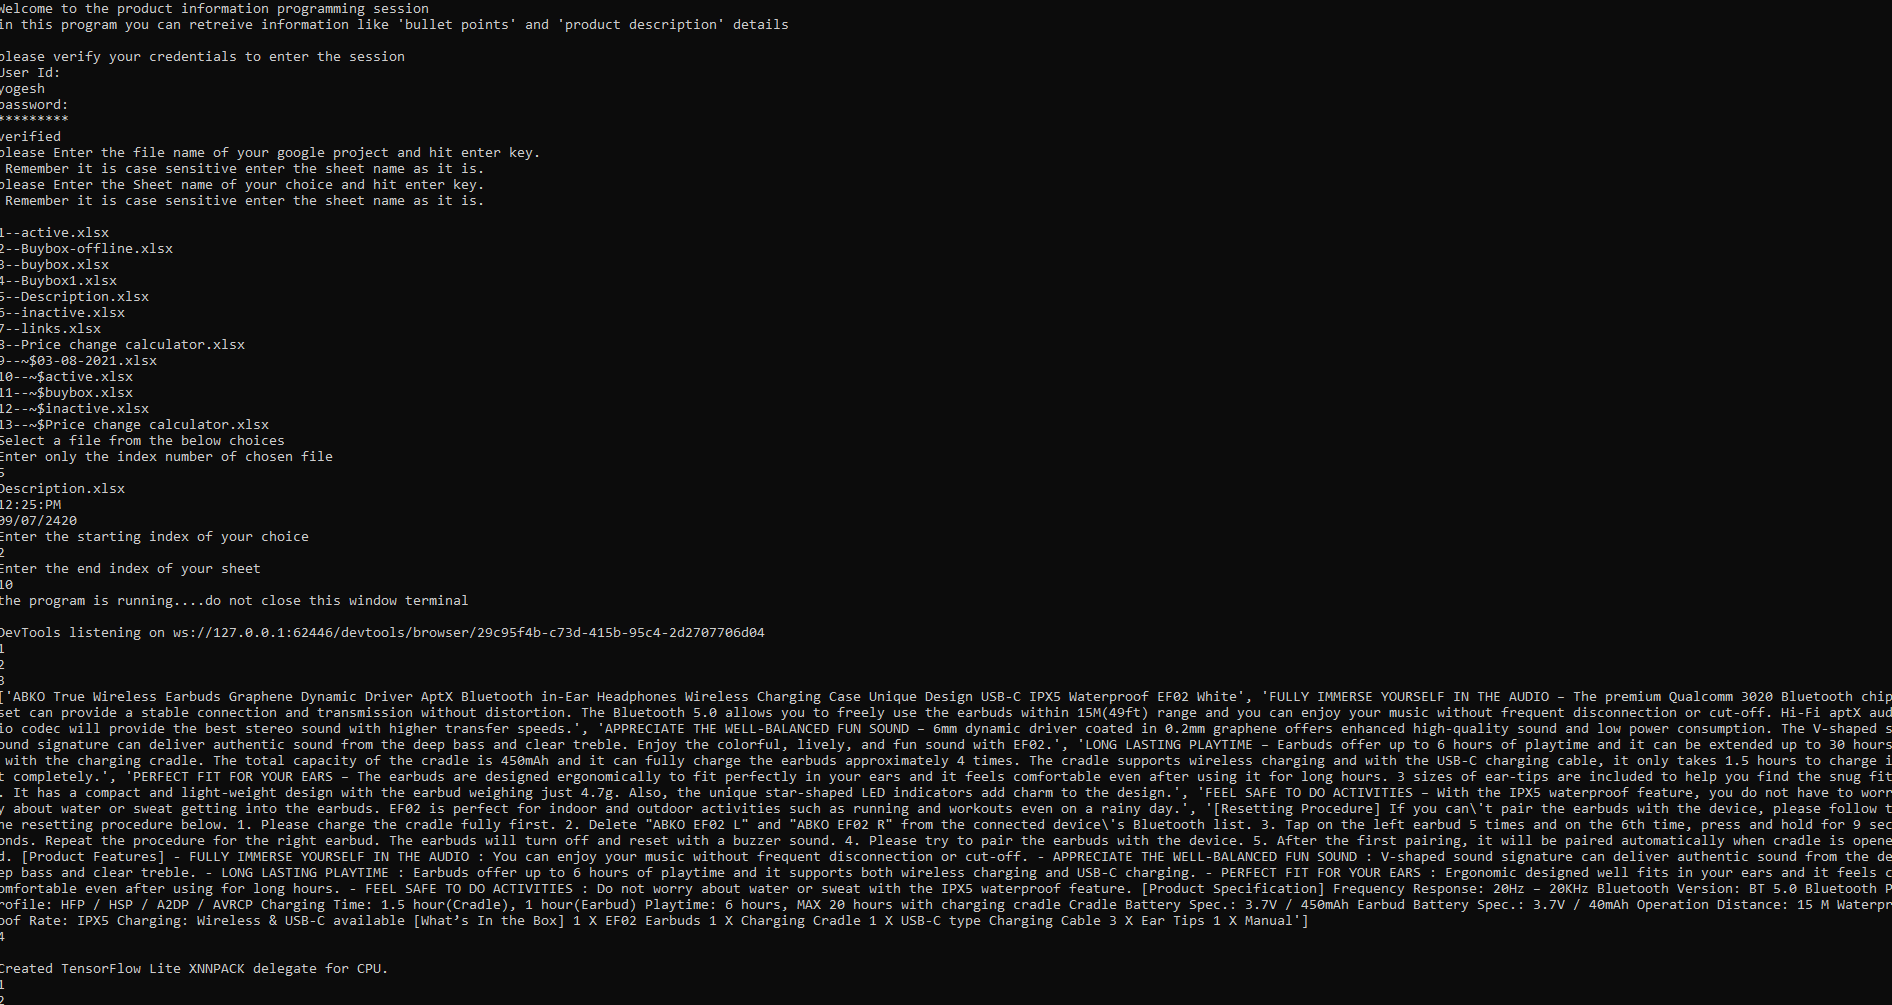 Welcome to the product information programming session
in this program you can retreive information like 'bullet points' and 'product description' details
please verify your credentials to enter the session
User Id:
yogesh
password:
*********
verified
please Enter the file name of your google project and hit enter key.
Remember it is case sensitive enter the sheet name as it is.
please Enter the Sheet name of your choice and hit enter key.
Remember it is case sensitive enter the sheet name as it is.
1--active.xlsx
2--Buybox-offline.xlsx
3--buybox.xlsx
4--Buybox1.xlsx
5--Description.xlsx
6--inactive.xlsx
7--links.xlsx
8--Price change calculator.xlsx
9--~$03-08-2021.xlsx
10--~$active.xlsx
11--~$buybox.xlsx
12--~$inactive.xlsx
13--~$Price change calculator.xlsx
Select a file from the below choices
Enter only the index number of chosen file
5
Description.xlsx
12:25:PM
09/07/2420
Enter the starting index of your choice
2
Enter the end index of your sheet
10
the program is running....do not close this window terminal
DevTools listening on ws://127.0.0.1:62446/devtools/browser/29c95f4b-c73d-415b-95c4-2d2707706d04
1
2
3
['ABKO True Wireless Earbuds Graphene Dynamic Driver AptX Bluetooth in-Ear Headphones Wireless Charging Case Unique Design USB-C IPX5 Waterproof EF02 White', 'FULLY IMMERSE YOURSELF IN THE AUDIO – The premium Qualcomm 3020 Bluetooth chip
set can provide a stable connection and transmission without distortion. The Bluetooth 5.0 allows you to freely use the earbuds within 15M(49ft) range and you can enjoy your music without frequent disconnection or cut-off. Hi-Fi aptX aud
io codec will provide the best stereo sound with higher transfer speeds.', 'APPRECIATE THE WELL-BALANCED FUN SOUND – 6mm dynamic driver coated in 0.2mm graphene offers enhanced high-quality sound and low power consumption. The V-shaped s
ound signature can deliver authentic sound from the deep bass and clear treble. Enjoy the colorful, lively, and fun sound with EF02.', 'LONG LASTING PLAYTIME – Earbuds offer up to 6 hours of playtime and it can be extended up to 30 hours
with the charging cradle. The total capacity of the cradle is 450mAh and it can fully charge the earbuds approximately 4 times. The cradle supports wireless charging and with the USB-C charging cable, it only takes 1.5 hours to charge i
t completely.', 'PERFECT FIT FOR YOUR EARS – The earbuds are designed ergonomically to fit perfectly in your ears and it feels comfortable even after using it for long hours. 3 sizes of ear-tips are included to help you find the snug fit
. It has a compact and light-weight design with the earbud weighing just 4.7g. Also, the unique star-shaped LED indicators add charm to the design.', 'FEEL SAFE TO DO ACTIVITIES – With the IPX5 waterproof feature, you do not have to worr
y about water or sweat getting into the earbuds. EF02 is perfect for indoor and outdoor activities such as running and workouts even on a rainy day.', '[Resetting Procedure] If you can\'t pair the earbuds with the device, please follow t
he resetting procedure below. 1. Please charge the cradle fully first. 2. Delete "ABKO EF02 L" and "ABKO EF02 R" from the connected device\'s Bluetooth list. 3. Tap on the left earbud 5 times and on the 6th time, press and hold for 9 sec
onds. Repeat the procedure for the right earbud. The earbuds will turn off and reset with a buzzer sound. 4. Please try to pair the earbuds with the device. 5. After the first pairing, it will be paired automatically when cradle is opene
d. [Product Features] - FULLY IMMERSE YOURSELF IN THE AUDIO : You can enjoy your music without frequent disconnection or cut-off. - APPRECIATE THE WELL-BALANCED FUN SOUND : V-shaped sound signature can deliver authentic sound from the de
ep bass and clear treble. - LONG LASTING PLAYTIME : Earbuds offer up to 6 hours of playtime and it supports both wireless charging and USB-C charging. - PERFECT FIT FOR YOUR EARS : Ergonomic designed well fits in your ears and it feels c
omfortable even after using for long hours. - FEEL SAFE TO DO ACTIVITIES : Do not worry about water or sweat with the IPX5 waterproof feature. [Product Specification] Frequency Response: 20Hz – 20KHz Bluetooth Version: BT 5.0 Bluetooth P
rofile: HFP / HSP / A2DP / AVRCP Charging Time: 1.5 hour(Cradle), 1 hour(Earbud) Playtime: 6 hours, MAX 20 hours with charging cradle Cradle Battery Spec.: 3.7V / 450mAh Earbud Battery Spec.: 3.7V / 40mAh Operation Distance: 15 M Waterpr
oof Rate: IPX5 Charging: Wireless & USB-C available [What’s In the Box] 1 X EF02 Earbuds 1 X Charging Cradle 1 X USB-C type Charging Cable 3 X Ear Tips 1 X Manual']
4
Created TensorFlow Lite XNNPACK delegate for CPU.
1
2